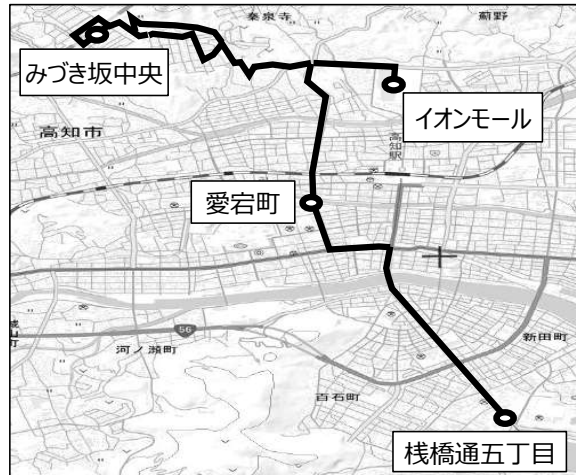 秦泉寺
薊野
みづき坂中央
イオンモール
高知市
高知駅
愛宕町
56
河ノ瀬町
新田町
百石町
桟橋通五丁目